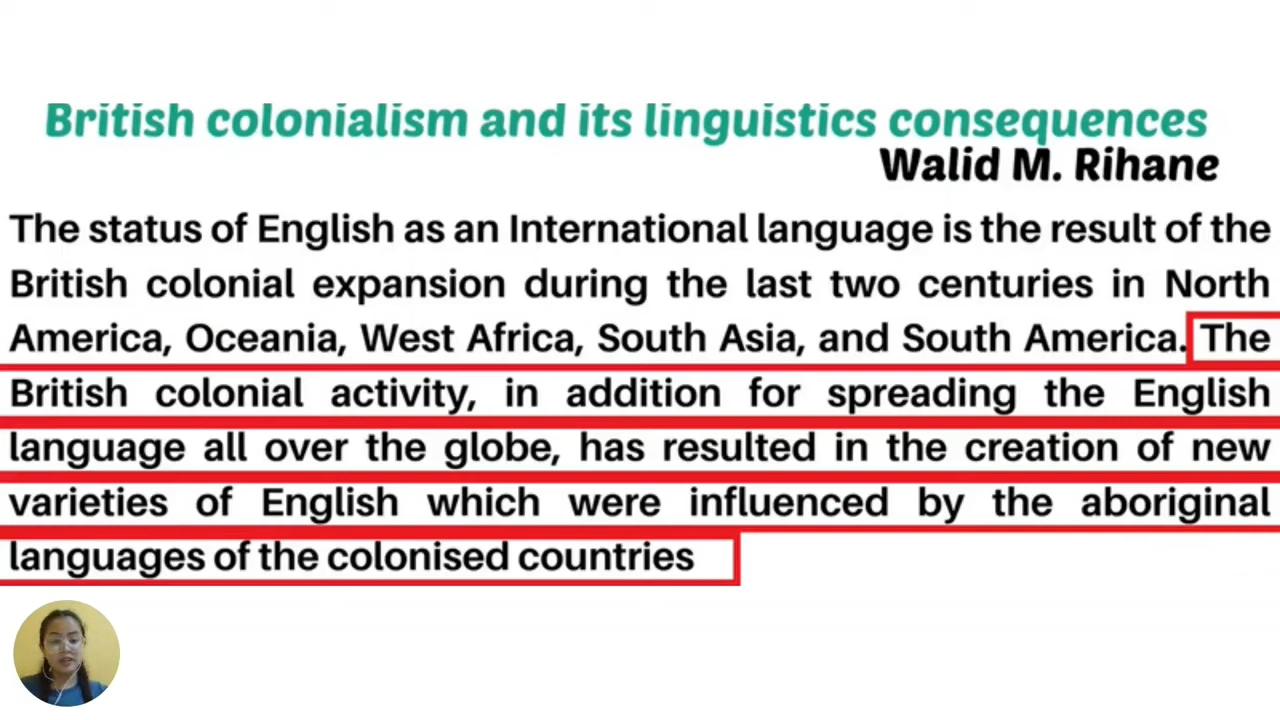 British colonialism and its linguistics consequences
Walid M. Rihane
The status of English as an International language is the result of the
British colonial expansion during the last two centuries in North
America, Oceania, West Africa, South Asia, and South America. The
British colonial activity, in addition for spreading the English
language all over the globe, has resulted in the creation of new
varieties of English which were influenced by the aboriginal
languages of the colonised countries